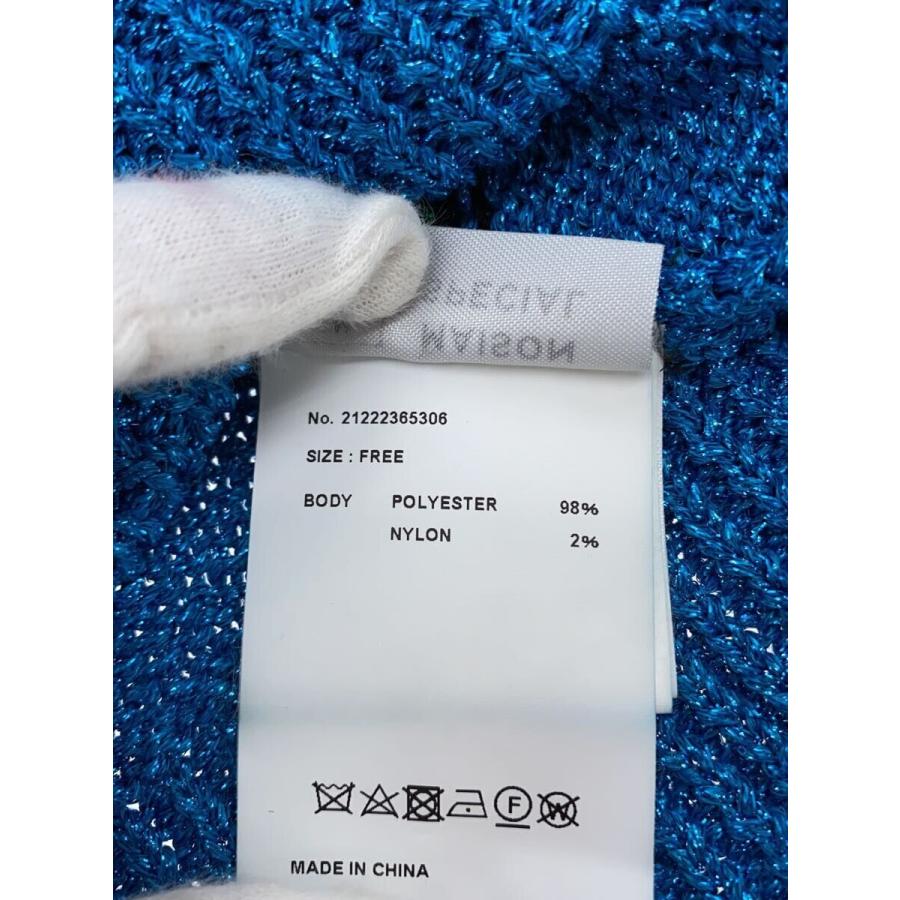 SPECIAL
MAISON
No. 21222365306
SIZE : FREE
BODY POLYESTER 98%
NYLON 2%
F W
MADE IN CHINA